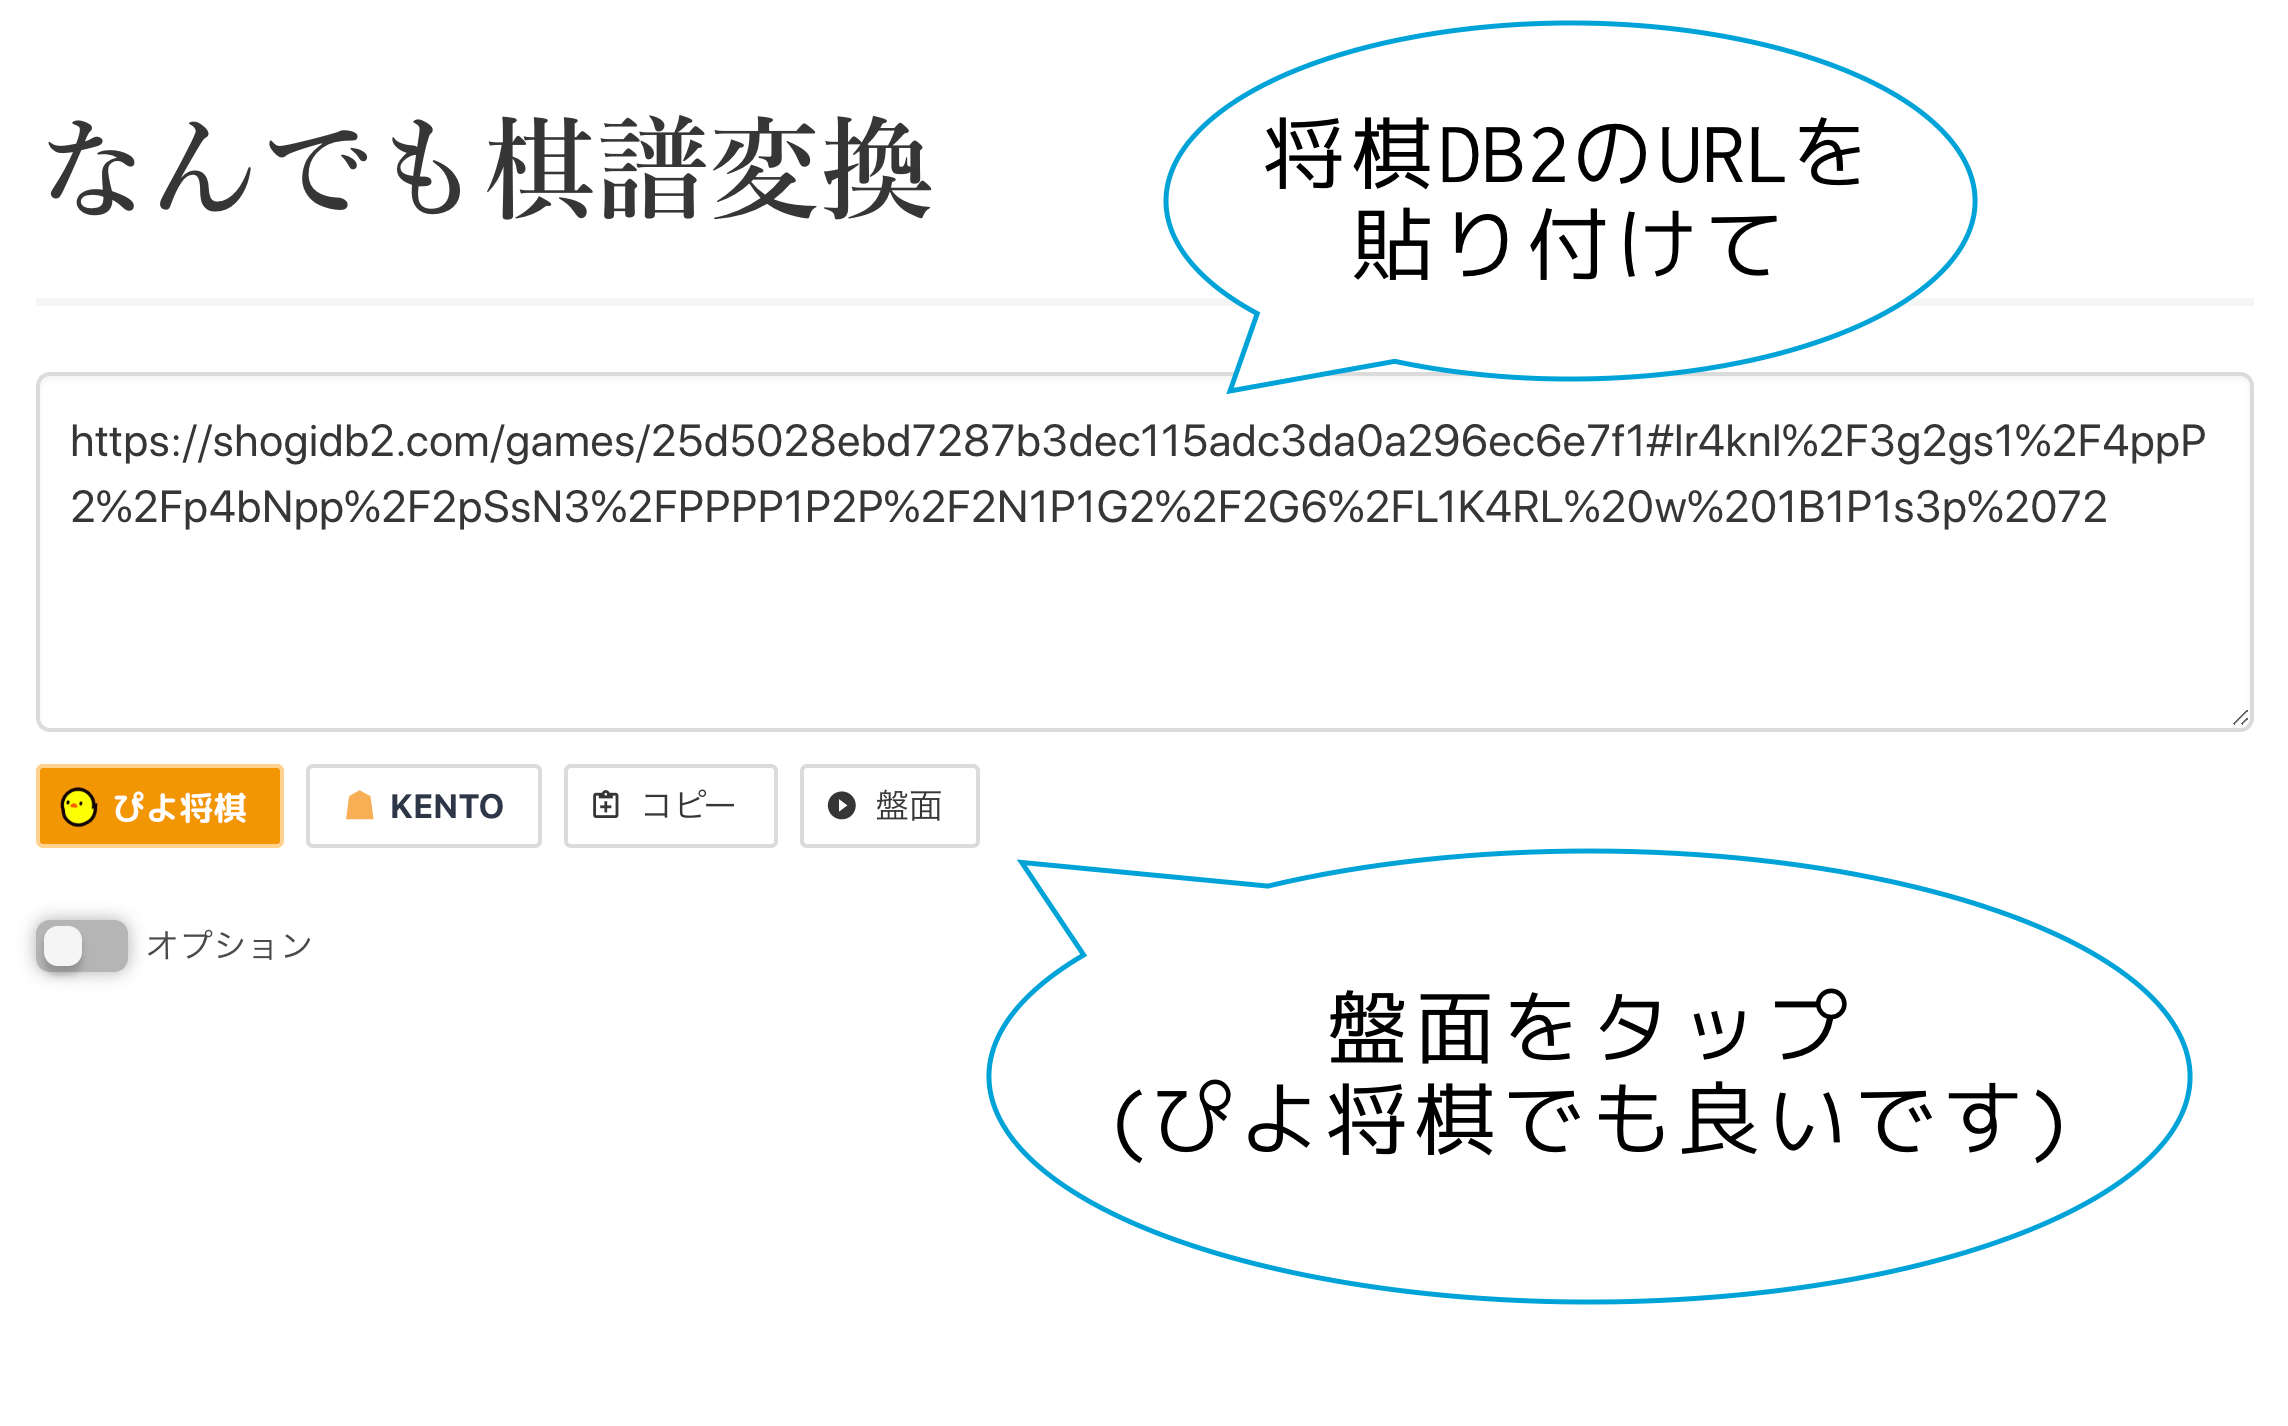 なんでも棋譜変換
将棋DB2のURLを
貼り付けて
https://shogidb2.com/games/25d5028ebd7287b3dec115adc3da0a296ec6e7f1#lr4knl%2F3g2gs1%2F4ppP
2%2Fp4bNpp%2F2pSsN3%2FPPPP1P2P%2F2N1P1G2%2F2G6%2FL1K4RL%20w%201B1P1s3p%2072
ぴよ将棋 KENTO コピー 盤面
オプション
盤面をタップ
(ぴよ将棋でも良いです)